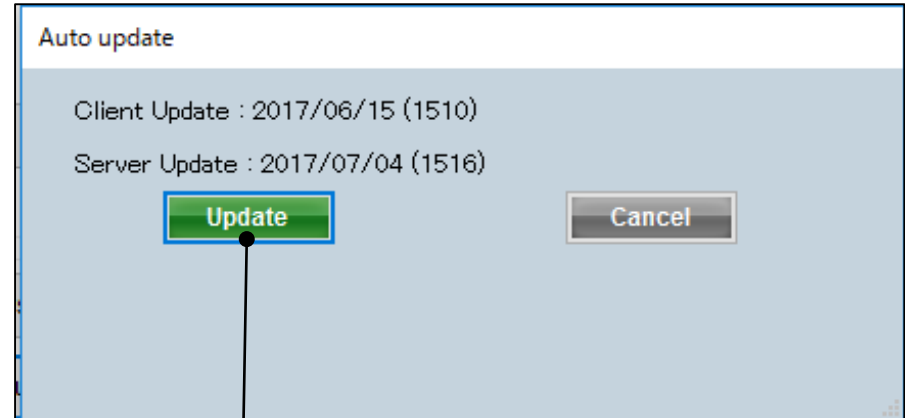 Auto update
Client Update : 2017/06/15 (1510)
Server Update : 2017/07/04 (1516)
Update Cancel